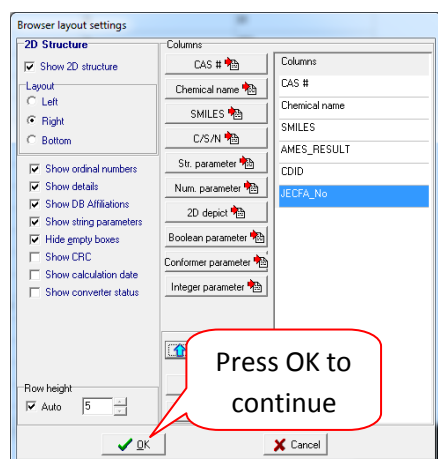 Browser layout settings
2D Structure
Show 2D structure
Layout
Left
Right
Bottom
Show ordinal numbers
Show details
Show DB Affiliations
Show string parameters
Hide empty boxes
Show CRC
Show calculation date
Show converter status
Row height
Auto 5
Columns
CAS #
Chemical name
SMILES
C/S/N
Str. parameter
Num. parameter
2D depict
Boolean parameter
Conformer parameter
Integer parameter
Columns
CAS #
Chemical name
SMILES
AMES_RESULT
CDID
JECFA_No
Press OK to
continue
OK
Cancel